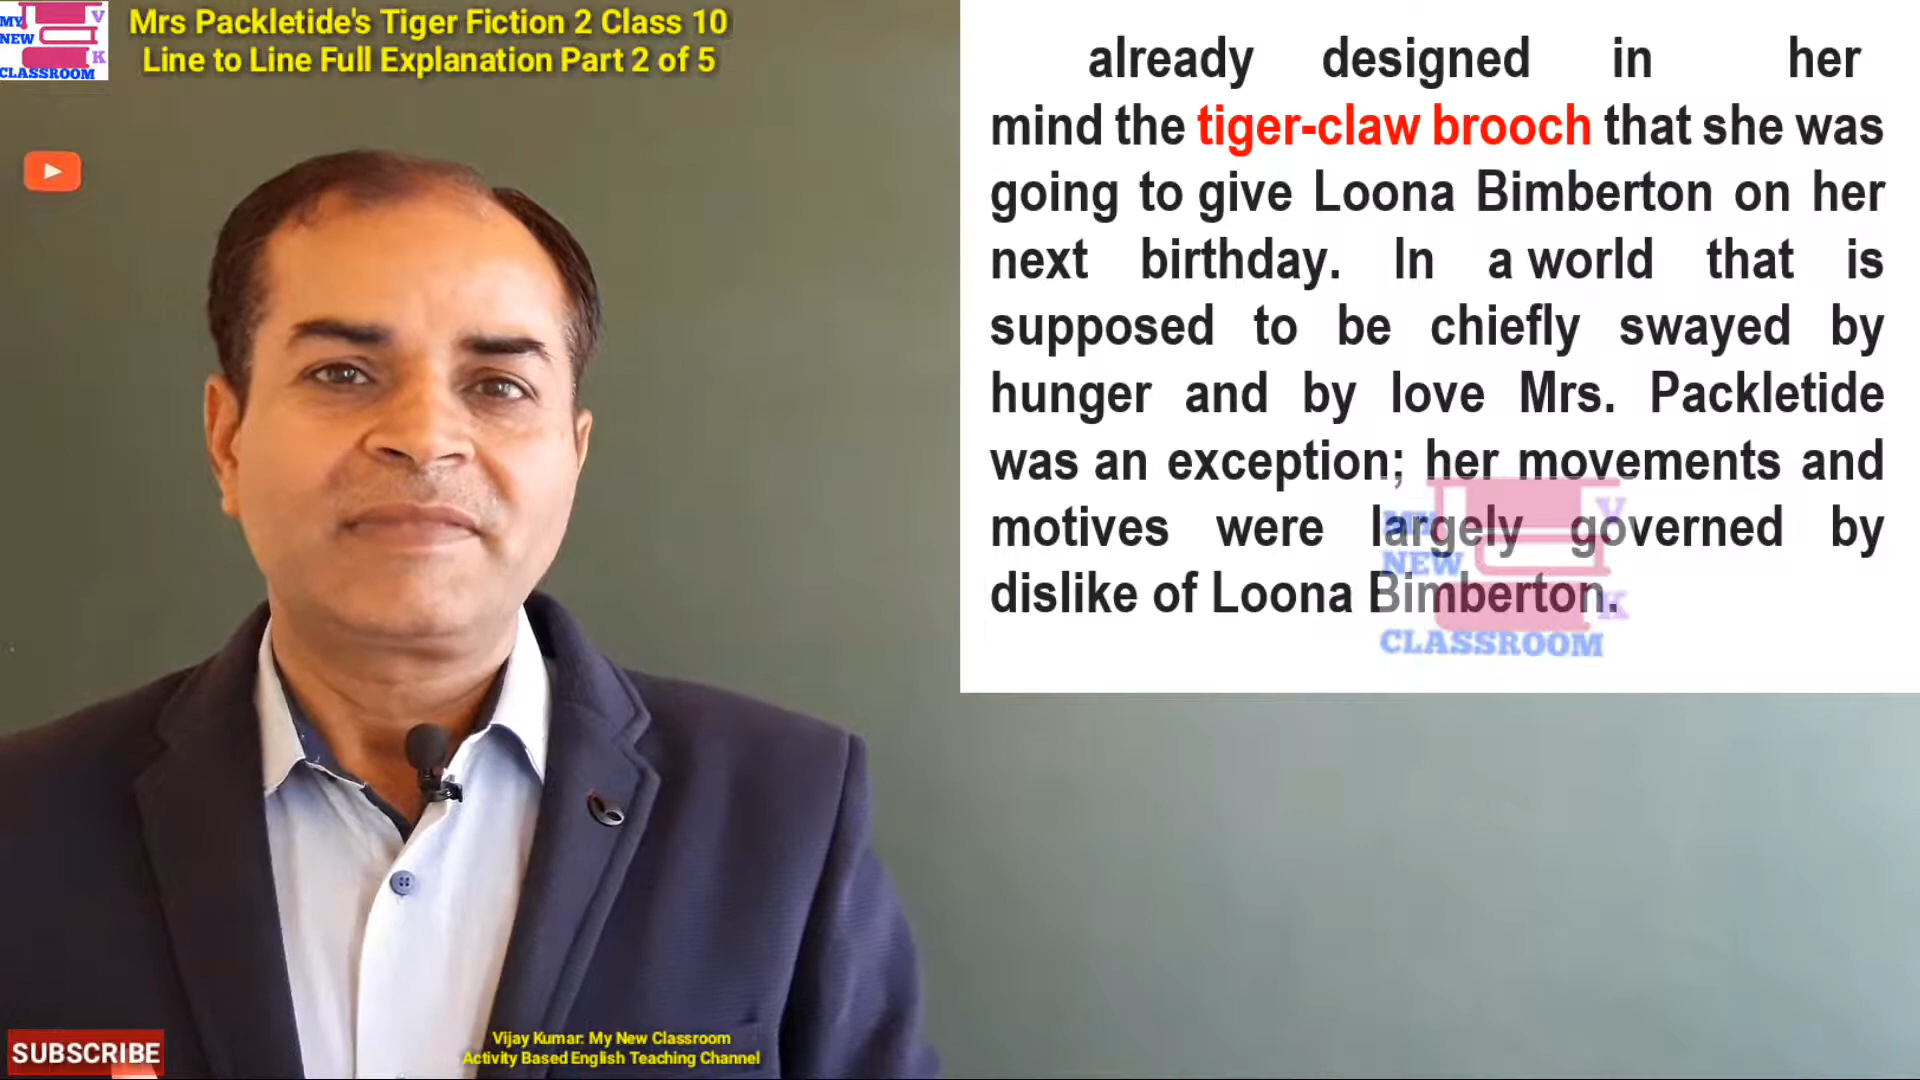 MY
NEW
CLASSROOM
V
K
Mrs Packletide's Tiger Fiction 2 Class 10
Line to Line Full Explanation Part 2 of 5
already designed in her
mind the tiger-claw brooch that she was
going to give Loona Bimberton on her
next birthday. In a world that is
supposed to be chiefly swayed by
hunger and by love Mrs. Packletide
was an exception; her movements and
motives were largely governed by
dislike of Loona Bimberton.
MY
NEW
CLASSROOM
V
K
SUBSCRIBE
Vijay Kumar: My New Classroom
Activity Based English Teaching Channel